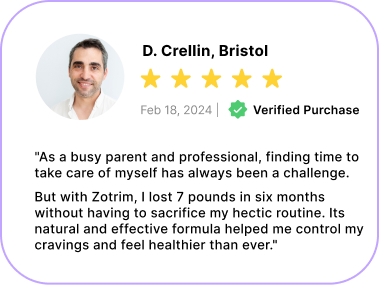 D. Crellin, Bristol
Feb 18, 2024 | Verified Purchase
"As a busy parent and professional, finding time to
take care of myself has always been a challenge.
But with Zotrim, I lost 7 pounds in six months
without having to sacrifice my hectic routine. Its
natural and effective formula helped me control my
cravings and feel healthier than ever."